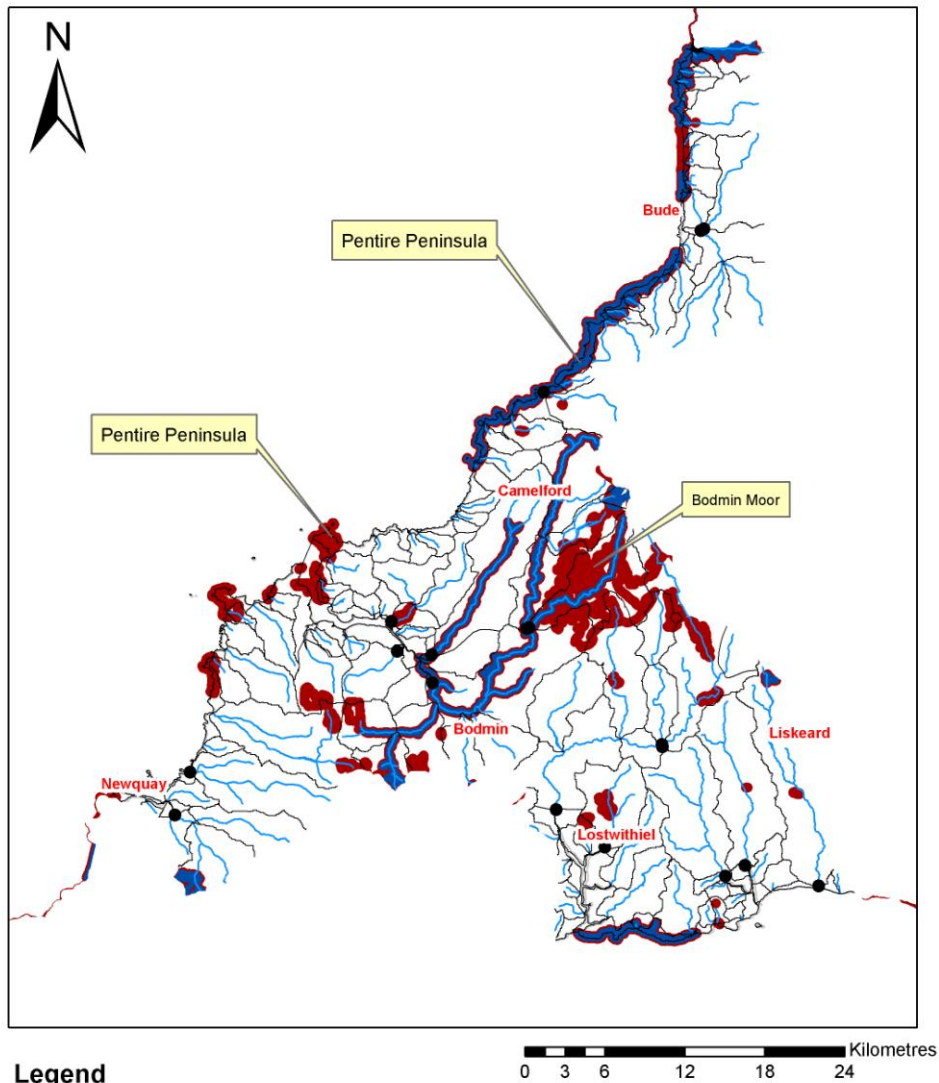 N
Bude
Pentire Peninsula
Pentire Peninsula
Camelford
Bodmin Moor
Bodmin
Liskeard
Newquay
Lostwithiel
Legend
Kilometres
0 3 6 12 18 24